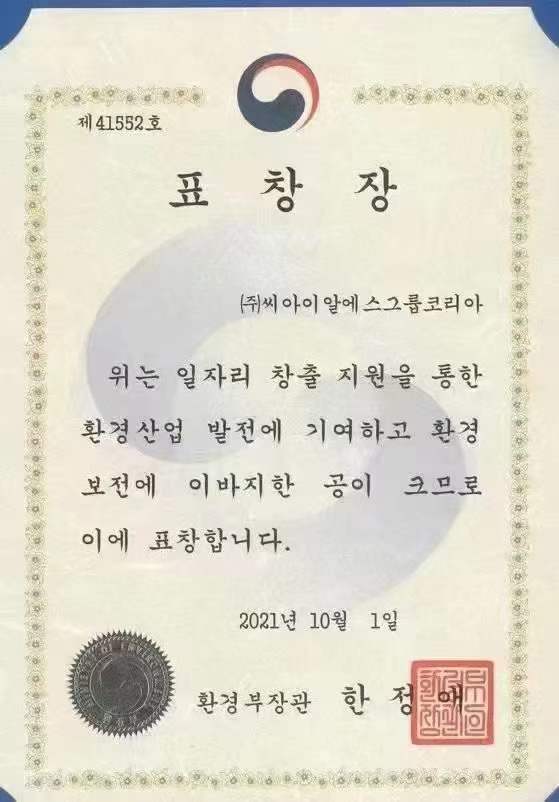 제41552호
표 창 장
(주)씨아이알에스그룹코리아
위는 일자리 창출 지원을 통한
환경산업 발전에 기여하고 환경
보전에 이바지한 공이 크므로
이에 표창합니다.
2021년 10월 1일
환경부장관 한정애